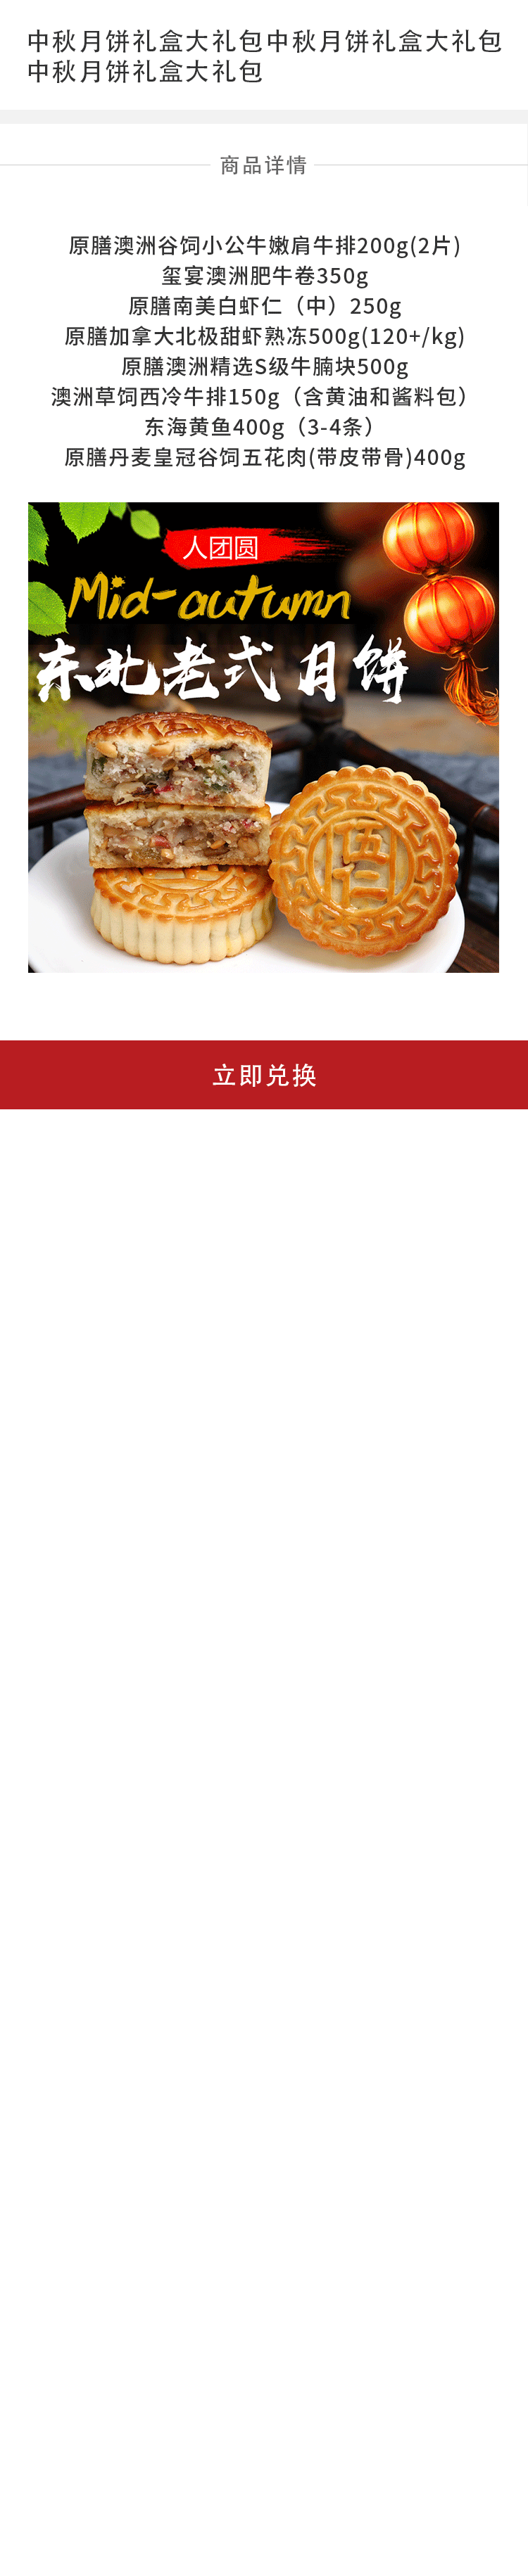 中秋月饼礼盒大礼包中秋月饼礼盒大礼包
中秋月饼礼盒大礼包
商品详情
原膳澳洲谷饲小公牛嫩肩牛排200g(2片)
玺宴澳洲肥牛卷350g
原膳南美白虾仁（中）250g
原膳加拿大北极甜虾熟冻500g(120+/kg)
原膳澳洲精选S级牛腩块500g
澳洲草饲西冷牛排150g（含黄油和酱料包）
东海黄鱼400g（3-4条）
原膳丹麦皇冠谷饲五花肉(带皮带骨)400g
人团圆
Mid-autumn
东北老式月饼
立即兑换